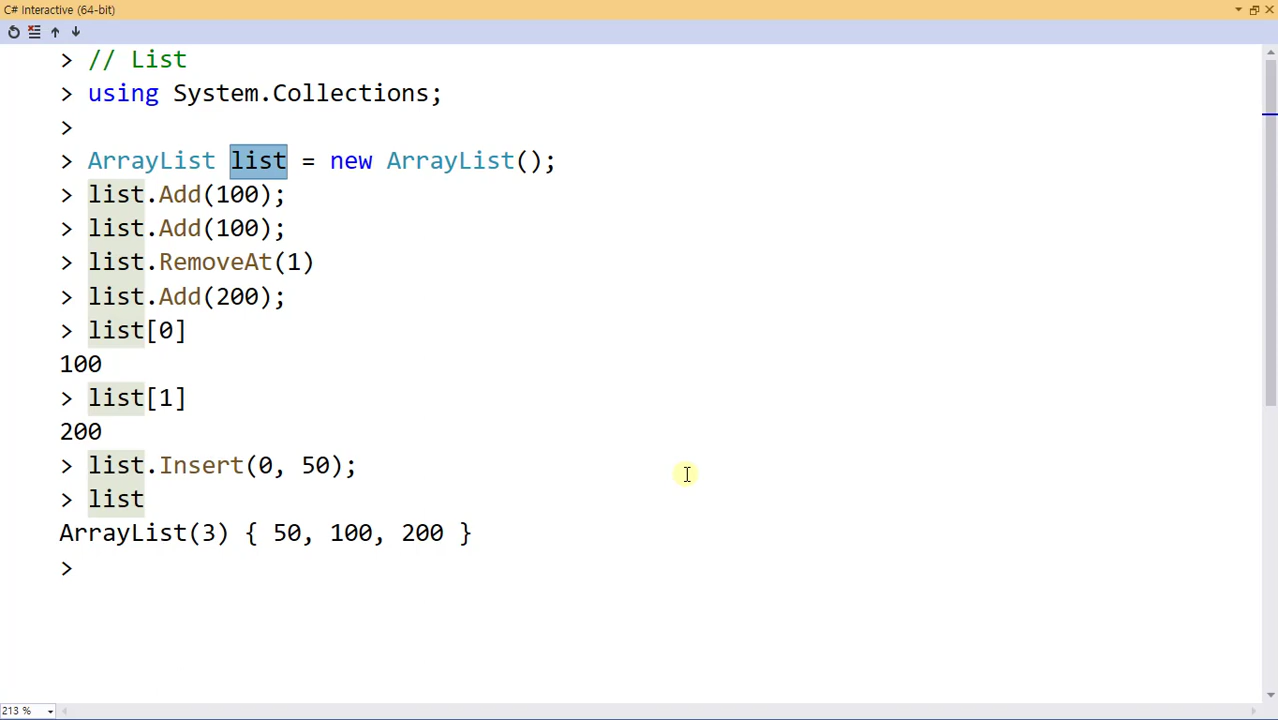 C# Interactive (64-bit)
> // List
> using System.Collections;
>
> ArrayList list = new ArrayList();
> list.Add(100);
> list.Add(100);
> list.RemoveAt(1)
> list.Add(200);
> list[0]
100
> list[1]
200
> list.Insert(0, 50);
> list
ArrayList(3) { 50, 100, 200 }
>
213 %